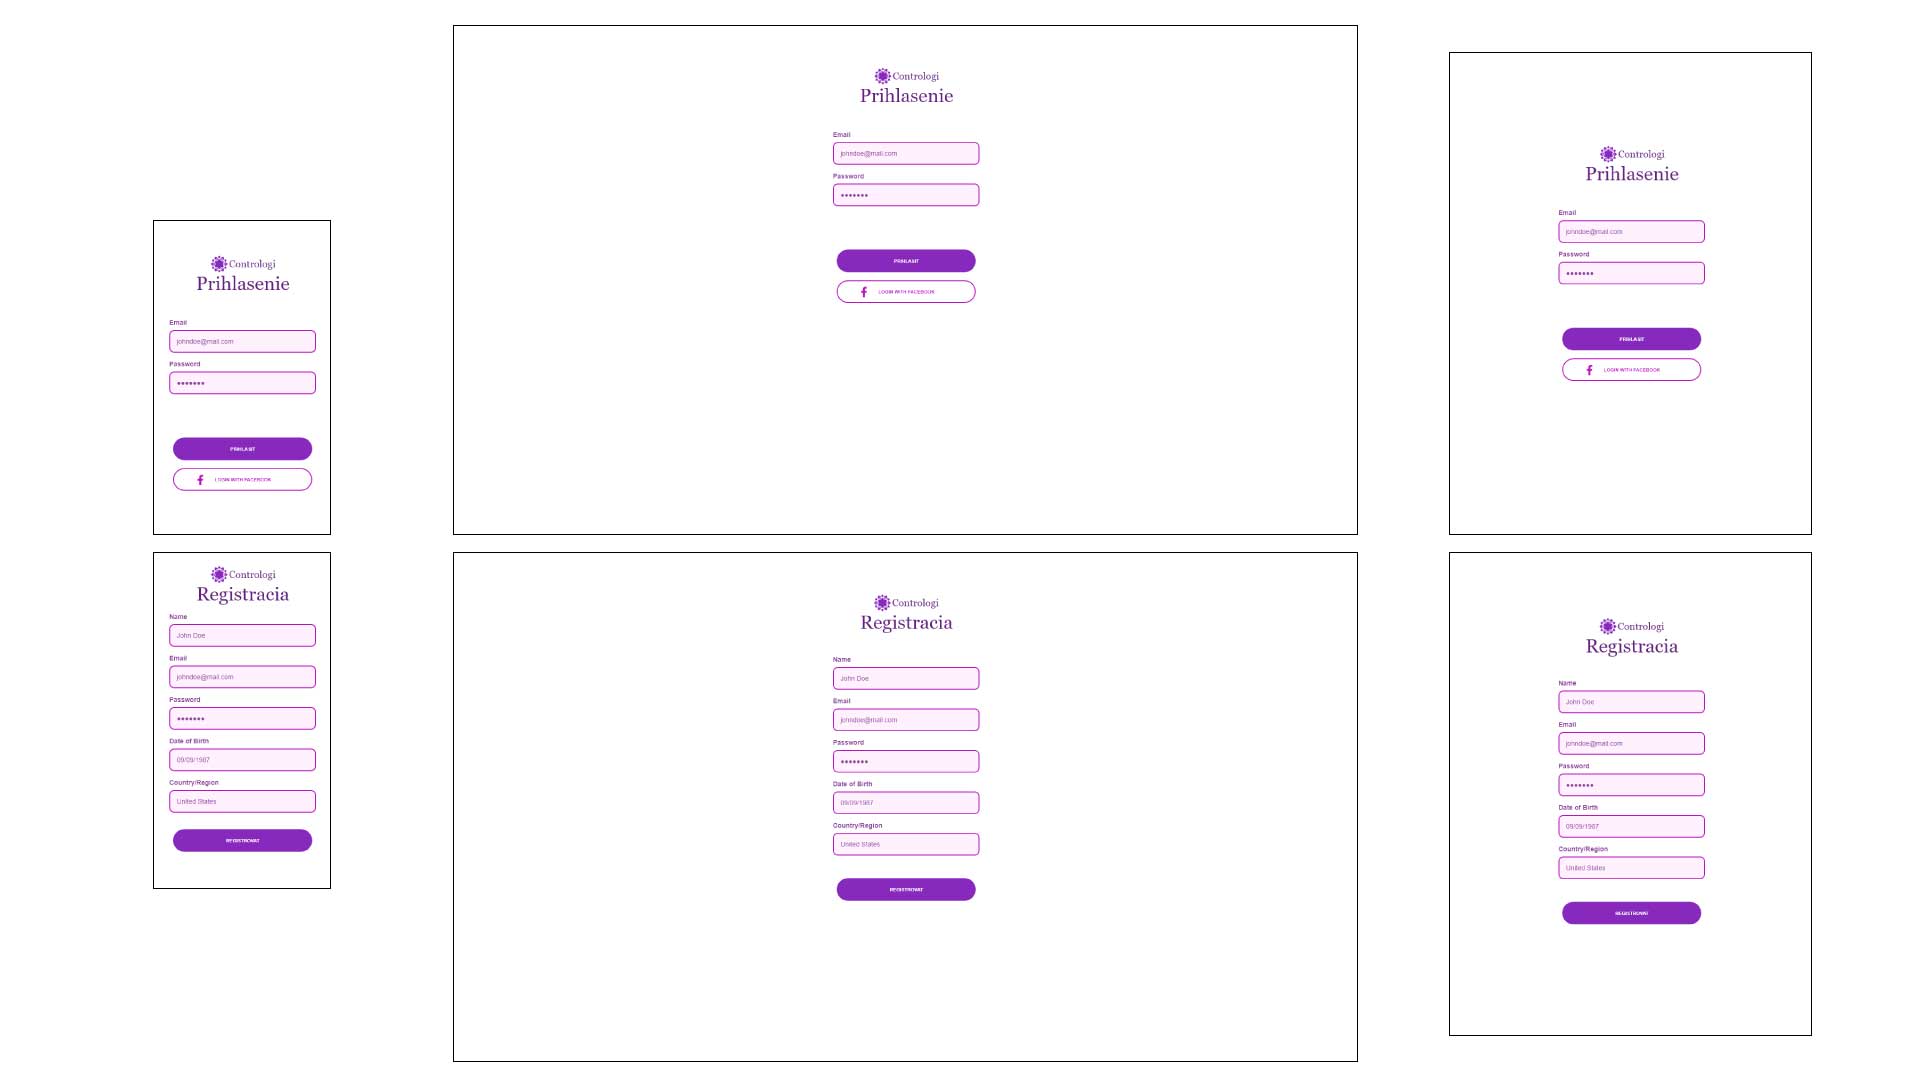 Contrologi
Prihlasenie
Email
johndoe@mail.com
Password
•••••••
PRIHLASIT
LOGIN WITH FACEBOOK
Contrologi
Prihlasenie
Email
johndoe@mail.com
Password
•••••••
PRIHLASIT
LOGIN WITH FACEBOOK
Contrologi
Prihlasenie
Email
johndoe@mail.com
Password
•••••••
PRIHLASIT
LOGIN WITH FACEBOOK
Contrologi
Registracia
Name
John Doe
Email
johndoe@mail.com
Password
•••••••
Date of Birth
09/09/1987
Country/Region
United States
REGISTROVAT
Contrologi
Registracia
Name
John Doe
Email
johndoe@mail.com
Password
•••••••
Date of Birth
09/09/1987
Country/Region
United States
REGISTROVAT
Contrologi
Registracia
Name
John Doe
Email
johndoe@mail.com
Password
•••••••
Date of Birth
09/09/1987
Country/Region
United States
REGISTROVAT